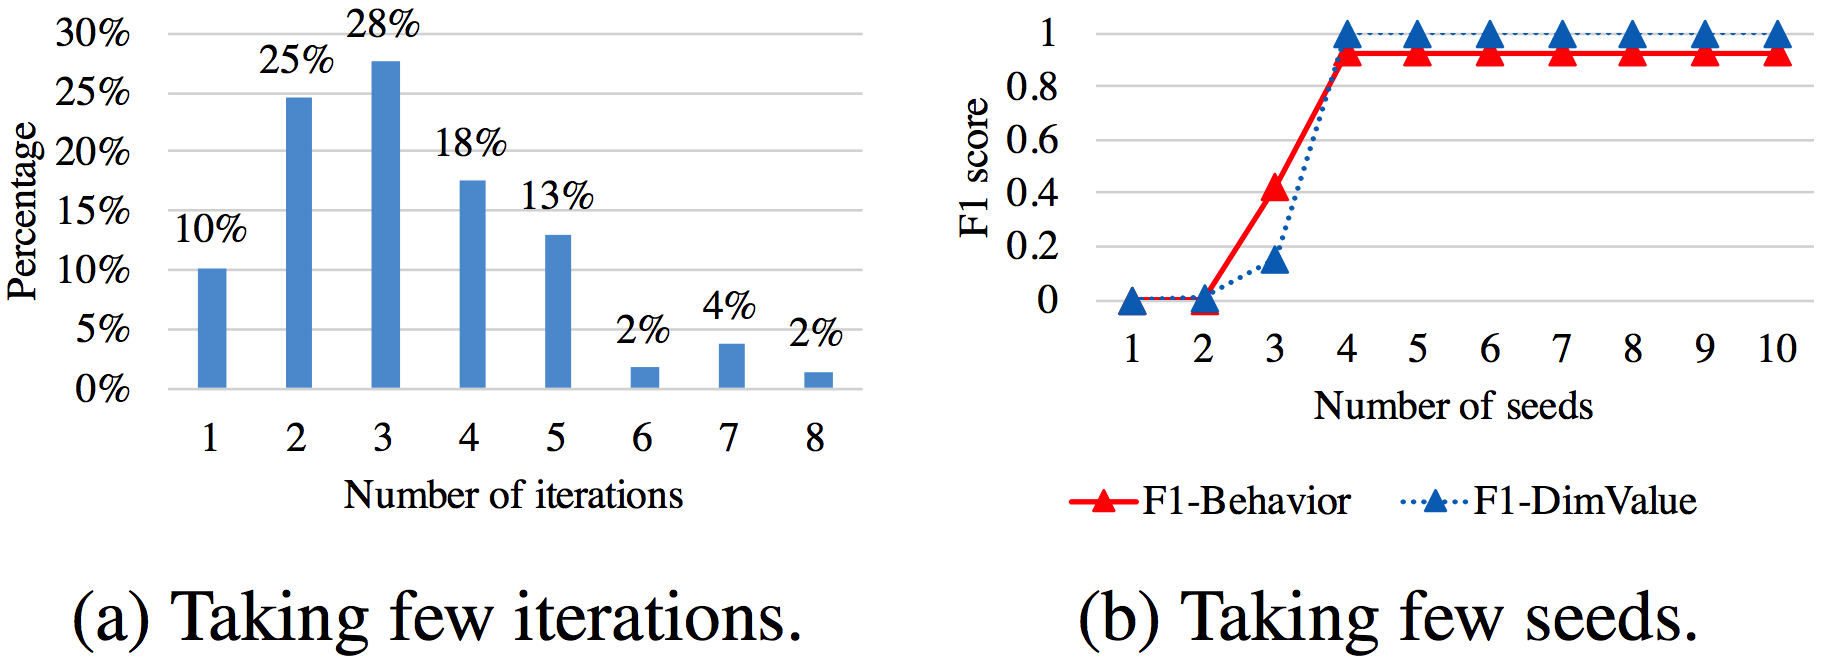 30%
25%
20%
15%
10%
5%
0%
Percentage
10%
25%
28%
18%
13%
2%
4%
2%
1 2 3 4 5 6 7 8
Number of iterations
(a) Taking few iterations.
1
0.8
0.6
0.4
0.2
0
F1 score
1 2 3 4 5 6 7 8 9 10
Number of seeds
F1-Behavior F1-DimValue
(b) Taking few seeds.